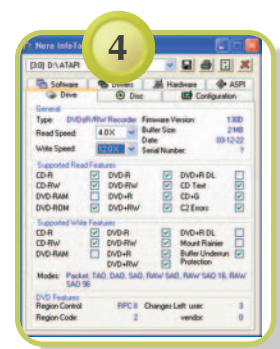 4
Nero InfoTo
[3:0] D:\ATAPI
Software Drivers Hardware ASPI
Drive Disc Configuration
General
Type: DVD±R/RW Recorder Firmware Version: 130D
Read Speed: 4.0 X Buffer Size: 2 MB
Date: 03-12-22
Write Speed: 12.0 X Serial Number: ?
Supported Read Features
CD-R DVD-R DVD+R DL
CD-RW DVD-RW CD Text
DVD-RAM DVD+R CD+G
DVD-ROM DVD+RW C2 Errors
Supported Write Features
CD-R DVD-R DVD+R DL
CD-RW DVD-RW Mount Rainier
DVD-RAM DVD+R Buffer Underrun
DVD+RW Protection
Modes: Packet, TAO, DAO, SAO, RAW SAO, RAW SAO 16, RAW
SAO 96
DVD Features
Region Control RPC II Changes Left user: 3
Region Code: 2 vendor: 0